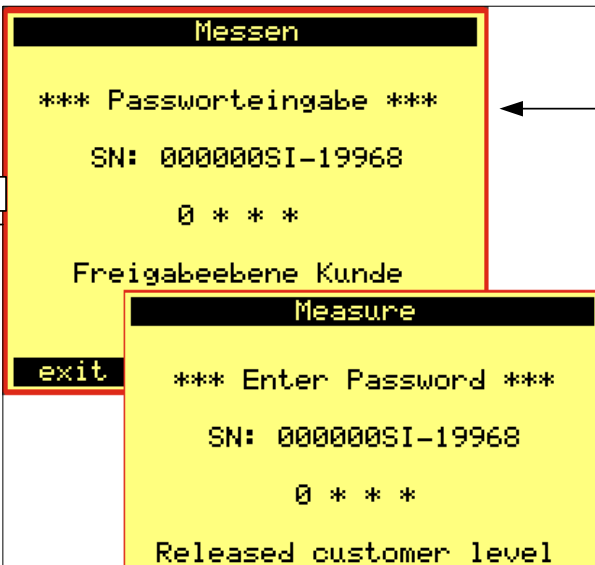 Messen
*** Passworteingabe ***
SN: 000000SI-19968
0 * * *
Freigabeebene Kunde
exit
Measure
*** Enter Password ***
SN: 000000SI-19968
0 * * *
Released customer level